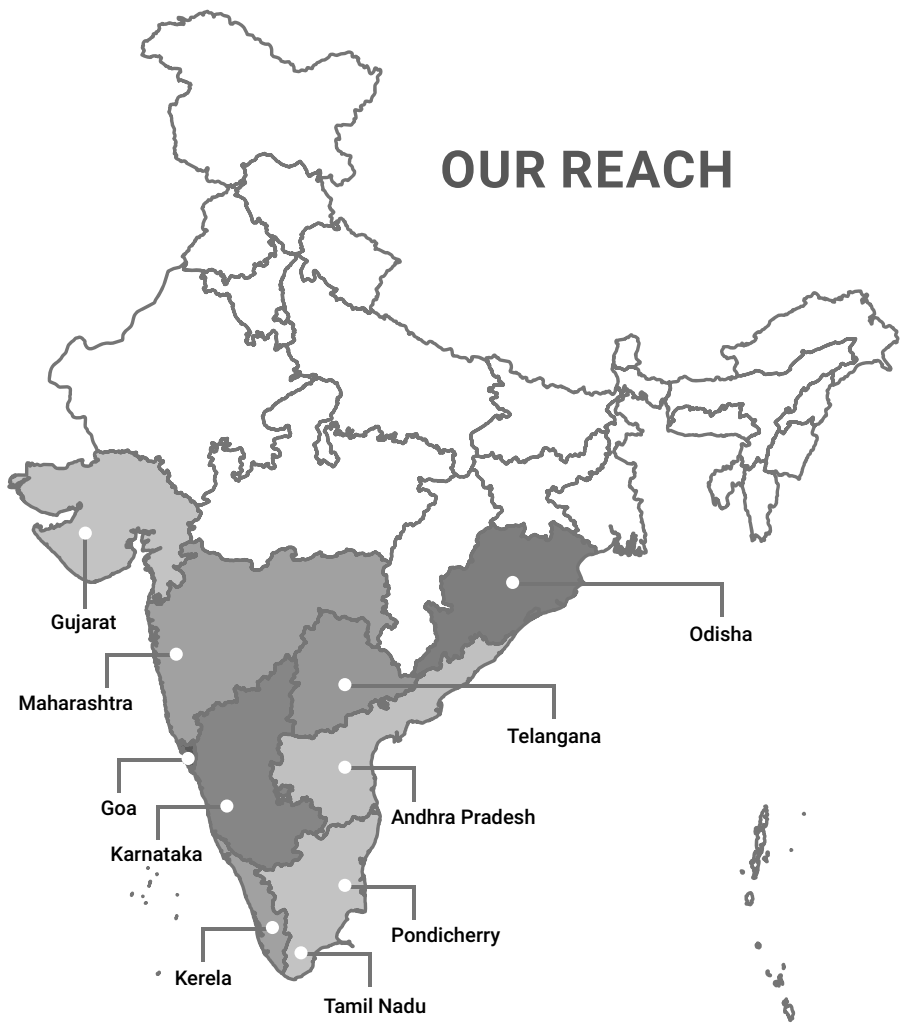 OUR REACH
Gujarat
Odisha
Maharashtra
Telangana
Goa
Andhra Pradesh
Karnataka
Pondicherry
Kerela
Tamil Nadu